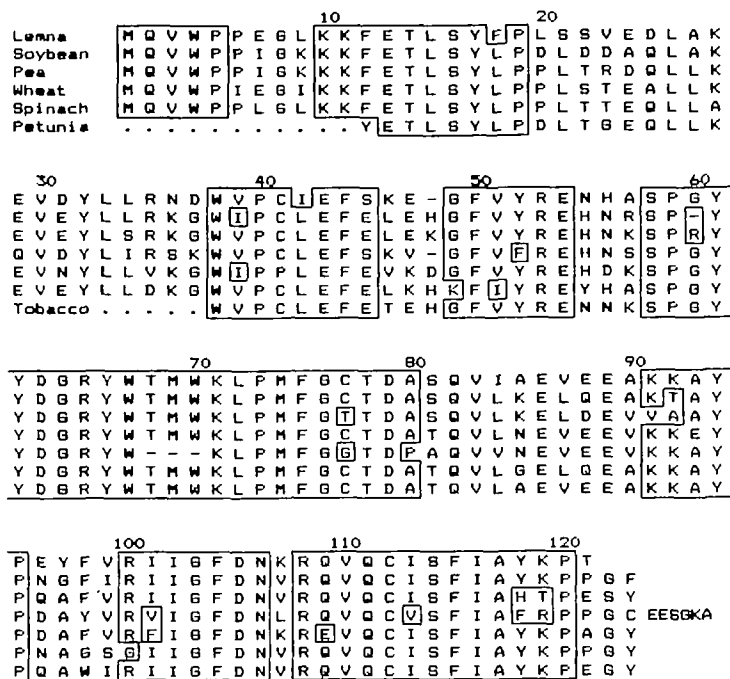 10 20
Lemna M Q V W P P E G L K K F E T L S Y F P L S S V E D L A K
Soybean M Q V W P P I G K K K F E T L S Y L P D L D D A Q L A K
Pea M Q V W P P I G K K K F E T L S Y L P P L T R D Q L L K
Wheat M Q V W P I E G I K K F E T L S Y L P P L S T E A L L K
Spinach M Q V W P P L G L K K F E T L S Y L P P L T T E Q L L A
Petunia . . . . . . . . . . . Y E T L S Y L P D L T G E Q L L K
30 40 50 60
E V D Y L L R N D W V P C I E F S K E - G F V Y R E N H A S P G Y
E V E Y L L R K G W I P C L E F E L E H G F V Y R E H N R S P - Y
E V E Y L S R K G W V P C L E F E L E K G F V Y R E H N K S P R Y
Q V D Y L I R S K W V P C L E F S K V - G F V F R E H N S S P G Y
E V N Y L L V K G W I P P L E F E V K D G F V Y R E H D K S P G Y
E V E Y L L D K G W V P C L E F E L K H K F I Y R E Y H A S P G Y
Tobacco . . . . . W V P C L E F E T E H G F V Y R E N N K S P G Y
70 80 90
Y D G R Y W T M W K L P M F G C T D A S Q V I A E V E E A K K A Y
Y D G R Y W T M W K L P M F G C T D A S Q V L K E L Q E A K T A Y
Y D G R Y W T M W K L P M F G T T D A S Q V L K E L D E V V A A Y
Y D G R Y W T M W K L P M F G C T D A T Q V L N E V E E V K K E Y
Y D G R Y W - - - K L P M F G G T D P A Q V V N E V E E V K K A Y
Y D G R Y W T M W K L P M F G C T D A T Q V L G E L Q E A K K A Y
Y D G R Y W T M W K L P M F G C T D A T Q V L A E V E E A K K A Y
100 110 120
P E Y F V R I I G F D N K R Q V Q C I S F I A Y K P T
P N G F I R I I G F D N V R Q V Q C I S F I A Y K P P G F
P Q A F V R I I G F D N V R Q V Q C I S F I A H T P E S Y
P D A Y V R V I G F D N L R Q V Q C V S F I A F R P P G C EESGKA
P D A F V R F I G F D N K R E V Q C I S F I A Y K P A G Y
P N A G S G I I G F D N V R Q V Q C I S F I A Y K P P G Y
P Q A W I R I I G F D N V R Q V Q C I S F I A Y K P E G Y